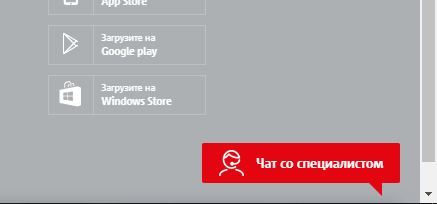 App Store
Загрузите на
Google play
Загрузите на
Windows Store
Чат со специалистом